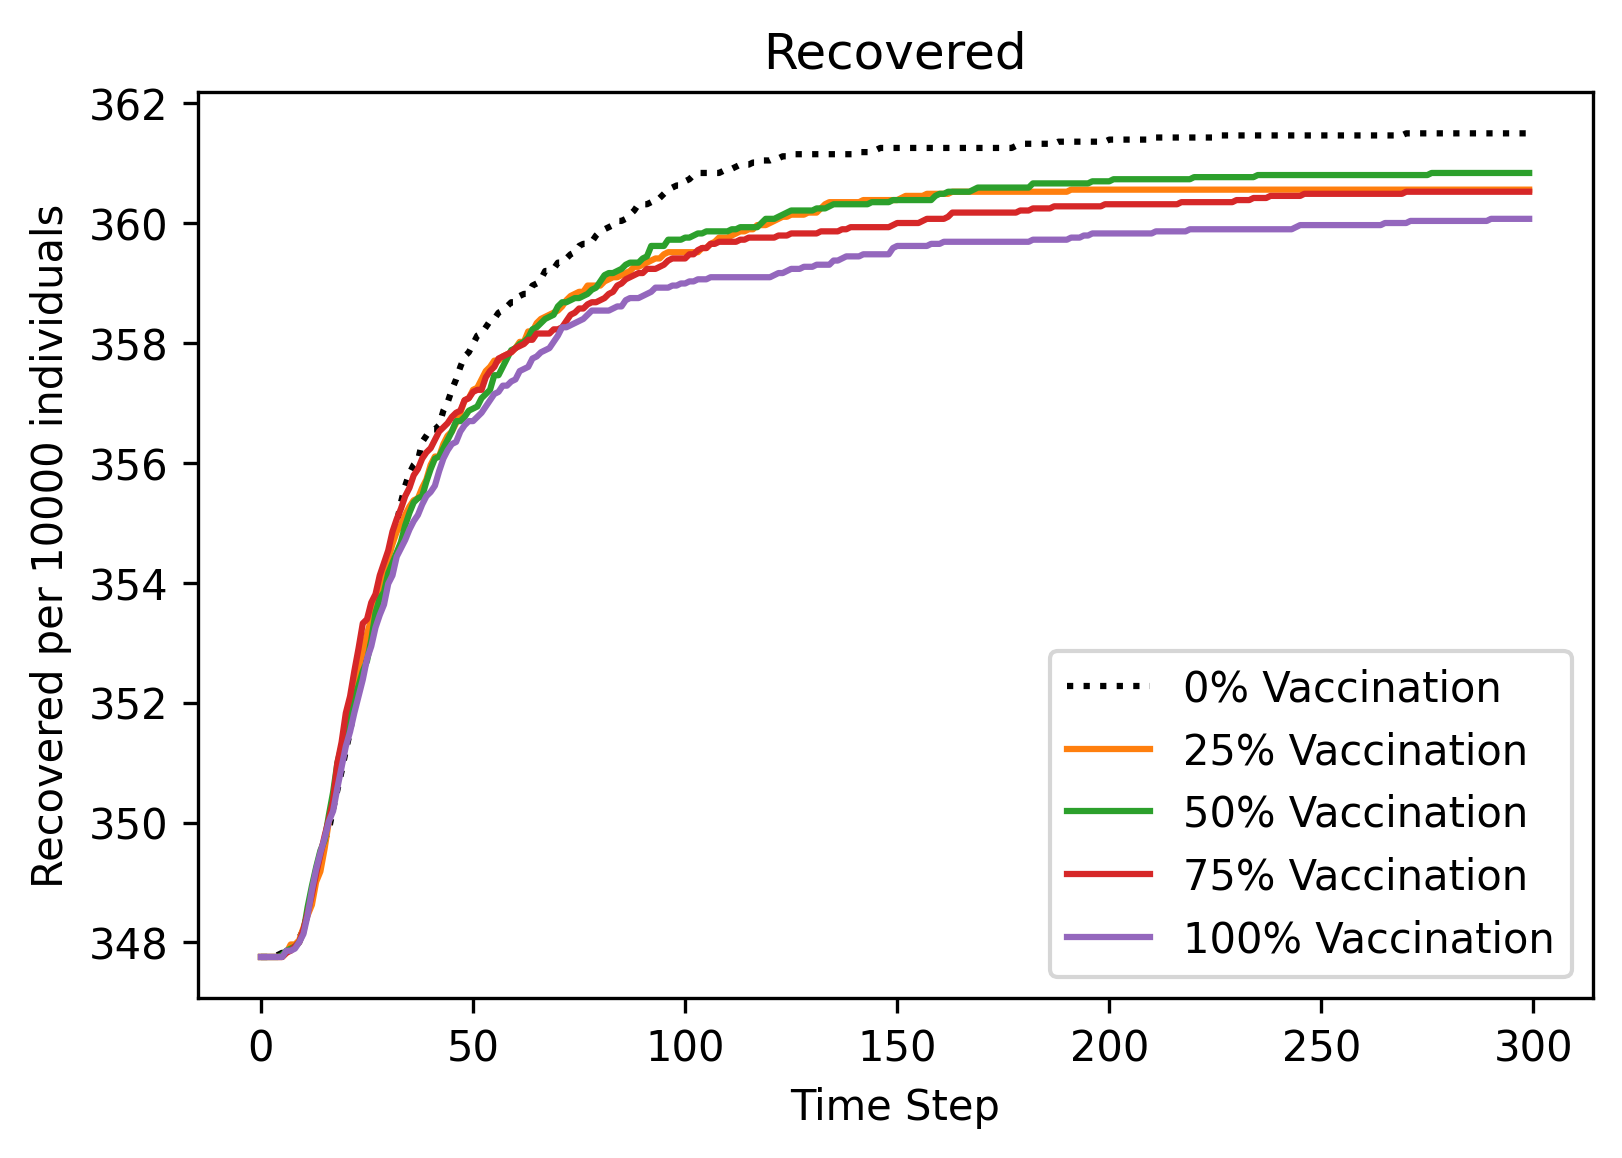 Recovered
Recovered per 10000 individuals
362
360
358
356
354
352
350
348
0% Vaccination
25% Vaccination
50% Vaccination
75% Vaccination
100% Vaccination
0 50 100 150 200 250 300
Time Step